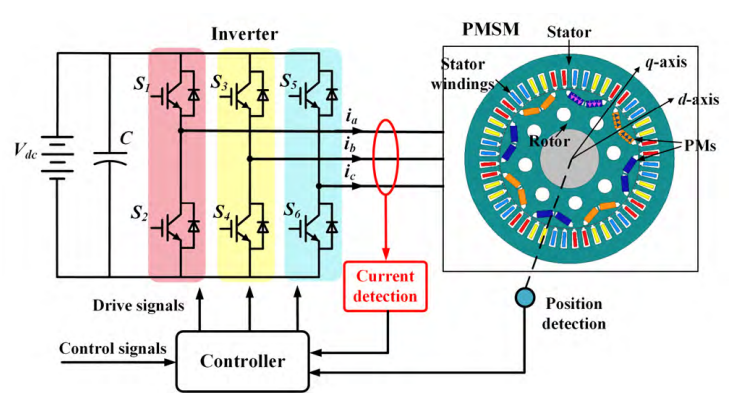 Inverter
PMSM
Stator
Stator
windings
q-axis
d-axis
Rotor
PMs
S1
S3
S5
ia
ib
ic
Vdc
C
S2
S4
S6
Current
detection
Drive signals
Position
detection
Control signals
Controller